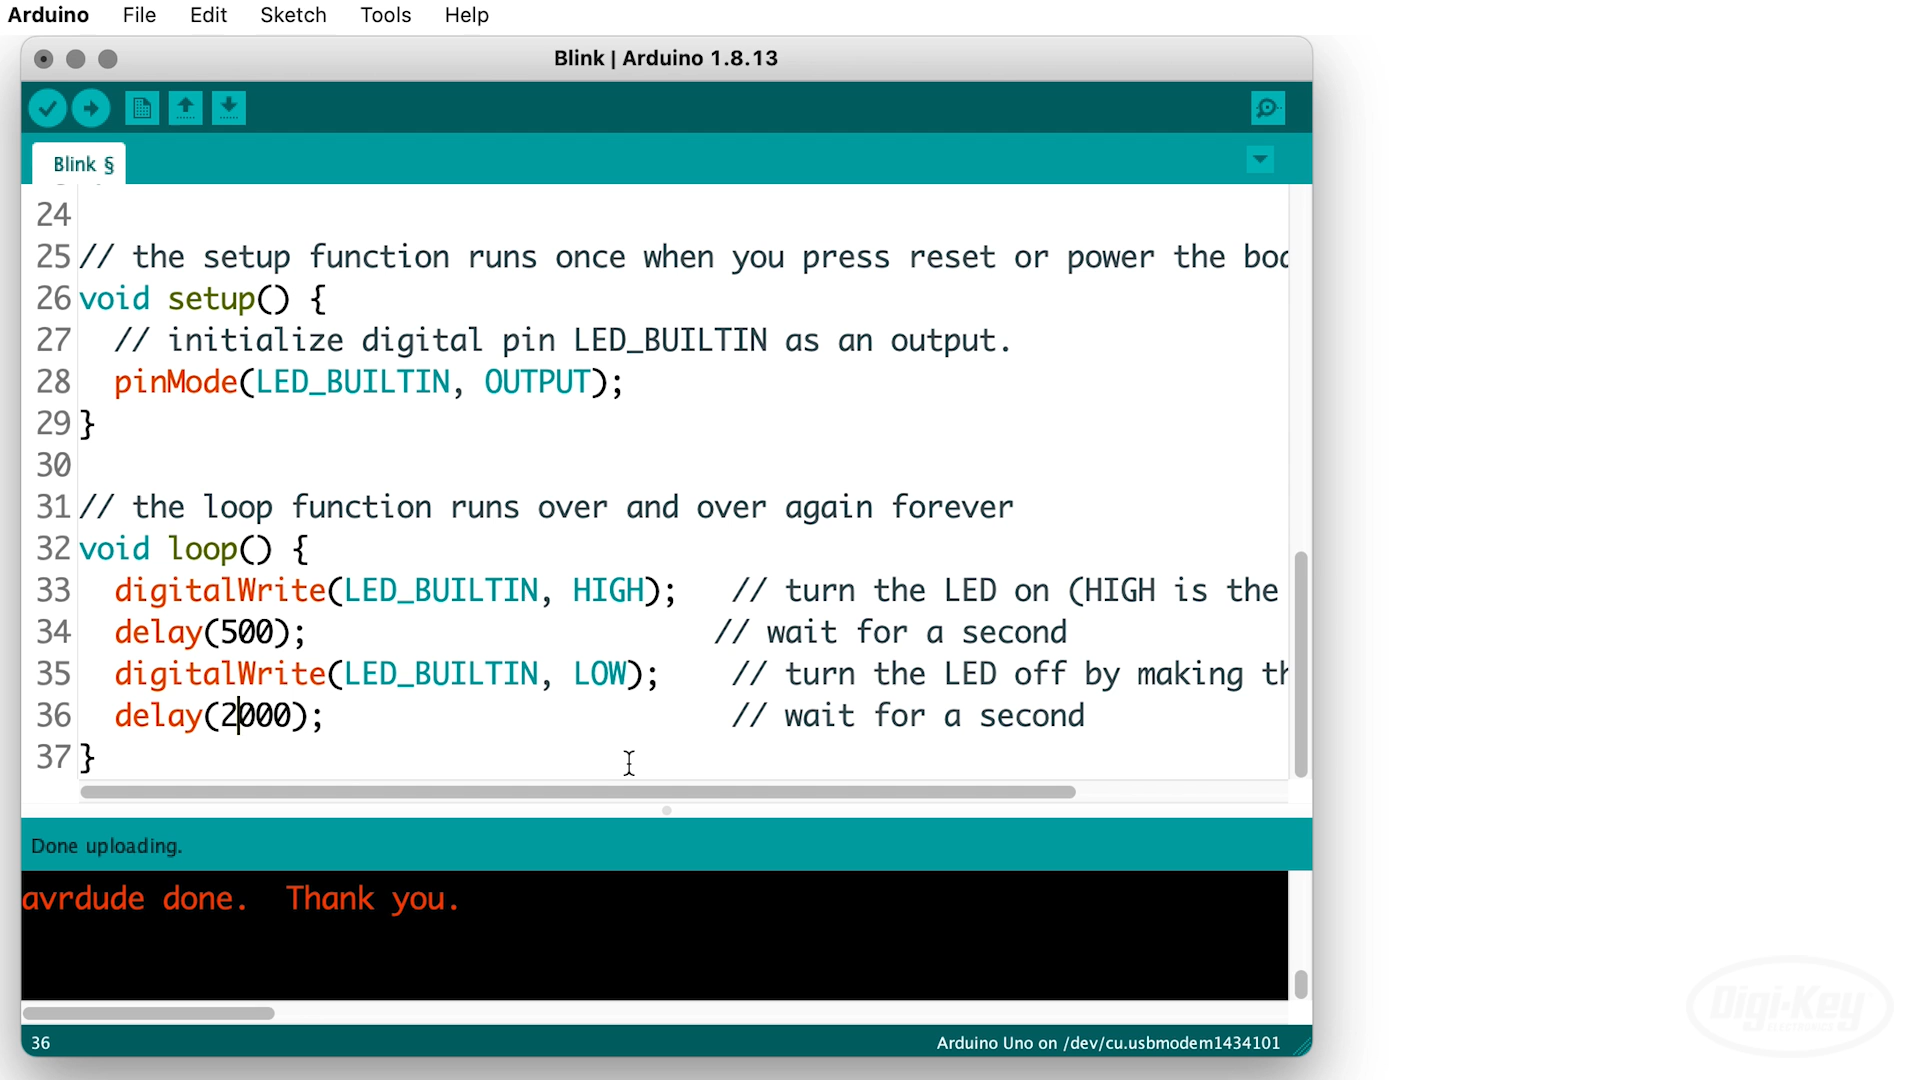 Arduino File Edit Sketch Tools Help
Blink | Arduino 1.8.13
Blink §
24
25 // the setup function runs once when you press reset or power the boa
26 void setup() {
27   // initialize digital pin LED_BUILTIN as an output.
28   pinMode(LED_BUILTIN, OUTPUT);
29 }
30
31 // the loop function runs over and over again forever
32 void loop() {
33   digitalWrite(LED_BUILTIN, HIGH);   // turn the LED on (HIGH is the
34   delay(500);                       // wait for a second
35   digitalWrite(LED_BUILTIN, LOW);    // turn the LED off by making th
36   delay(2000);                       // wait for a second
37 }
Done uploading.
avrdude done.  Thank you.
36 Arduino Uno on /dev/cu.usbmodem1434101
Digi-Key
ELECTRONICS